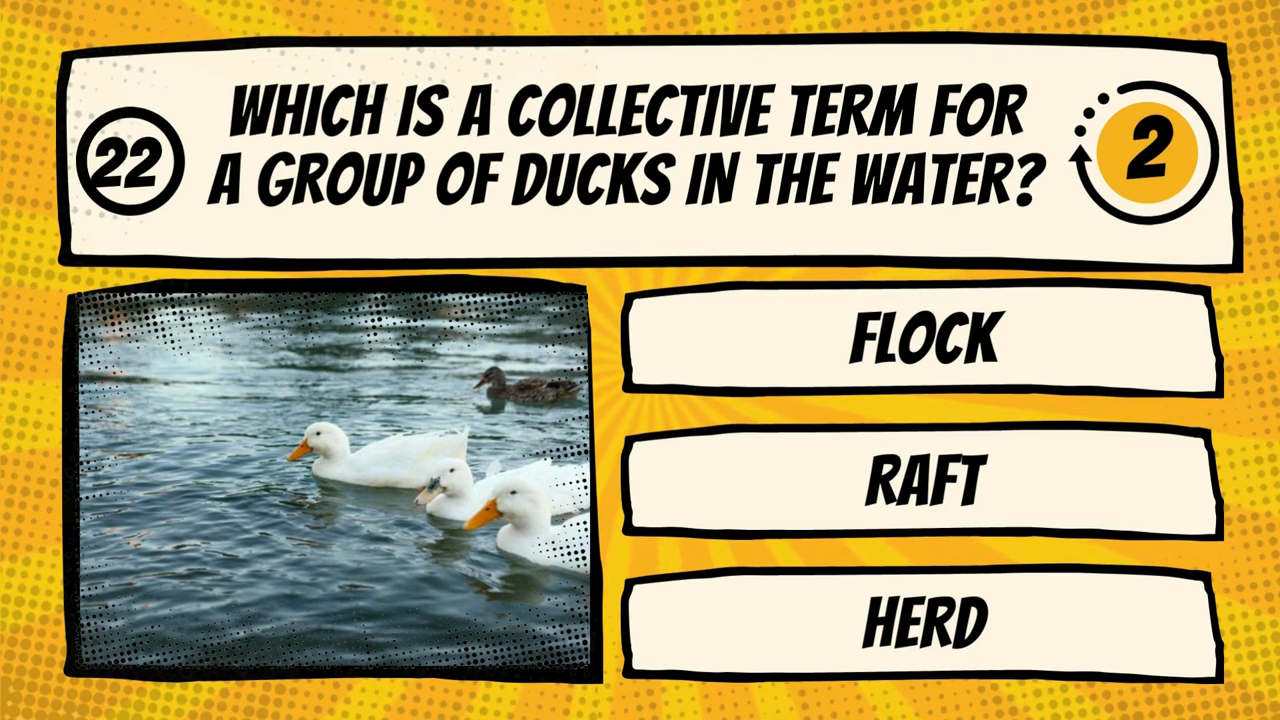 22
WHICH IS A COLLECTIVE TERM FOR
A GROUP OF DUCKS IN THE WATER?
2
FLOCK
RAFT
HERD